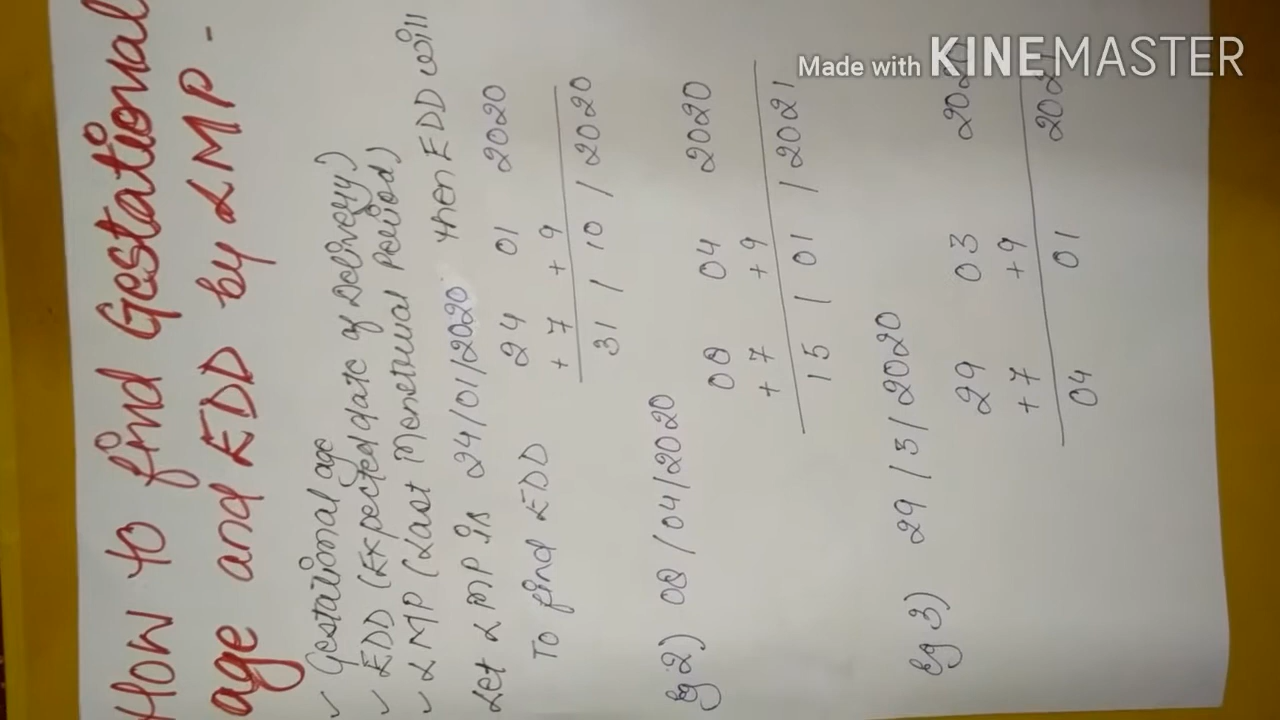 How to find Gestational
age and EDD by LMP -
✓ Gestational age
✓ EDD (Expected date of Delivery)
✓ LMP (Last Menstrual Period)
Let LMP is 24/01/2020 then EDD will
To find EDD
24 01 2020
+ 7 + 9
31 / 10 / 2020
Eg 2) 08/04/2020
08 04 2020
+ 7 + 9
15 / 01 / 2021
Eg 3) 29/3/2020
29 03 2020
+ 7 + 9
04 01 2021
Made with KINEMASTER